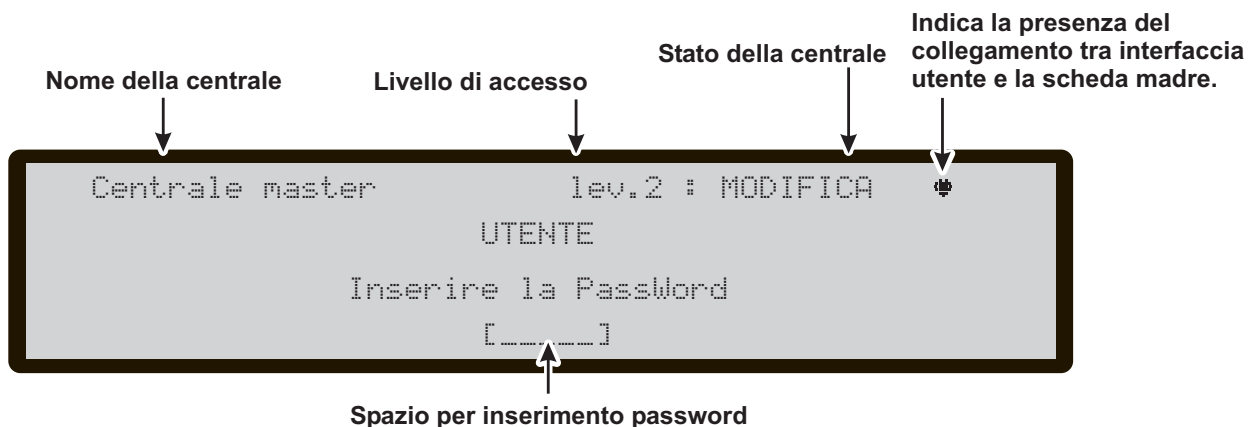 Indica la presenza del
collegamento tra interfaccia
utente e la scheda madre.
Stato della centrale
Nome della centrale
Livello di accesso
Centrale master lev.2 : MODIFICA
UTENTE
Inserire la PassWord
[_____]
Spazio per inserimento password